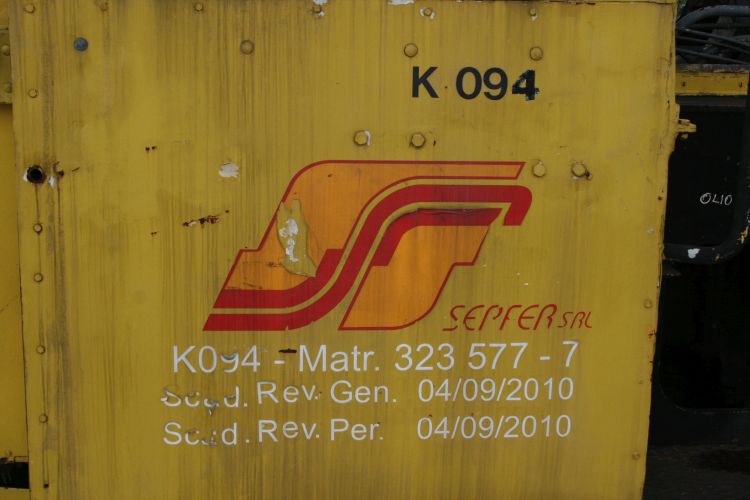 K 094
OLIO
SEPFER SRL
K094 - Matr. 323 577 - 7
Scad. Rev. Gen. 04/09/2010
Scad. Rev. Per. 04/09/2010